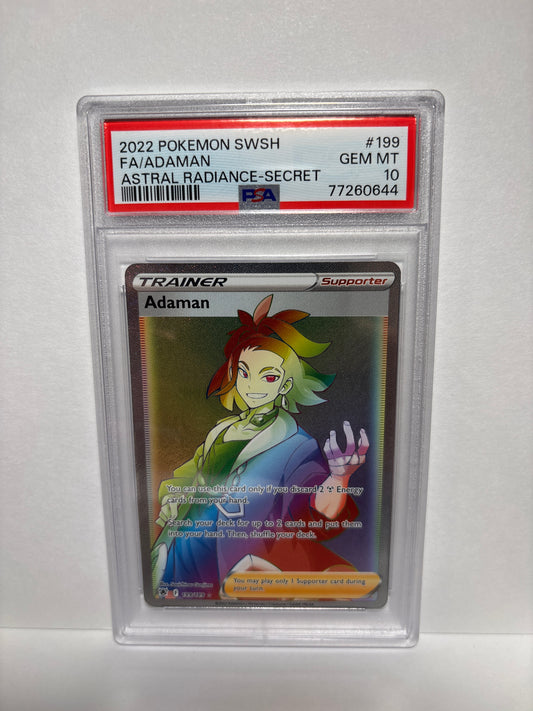 2022 POKEMON SWSH #199
FA/ADAMAN GEM MT
ASTRAL RADIANCE-SECRET 10
PSA 77260644
TRAINER Supporter
Adaman
You can use this card only if you discard 2 Energy
cards from your hand.
Search your deck for up to 2 cards and put them
into your hand. Then, shuffle your deck.
You may play only 1 Supporter card during
your turn.
199/189